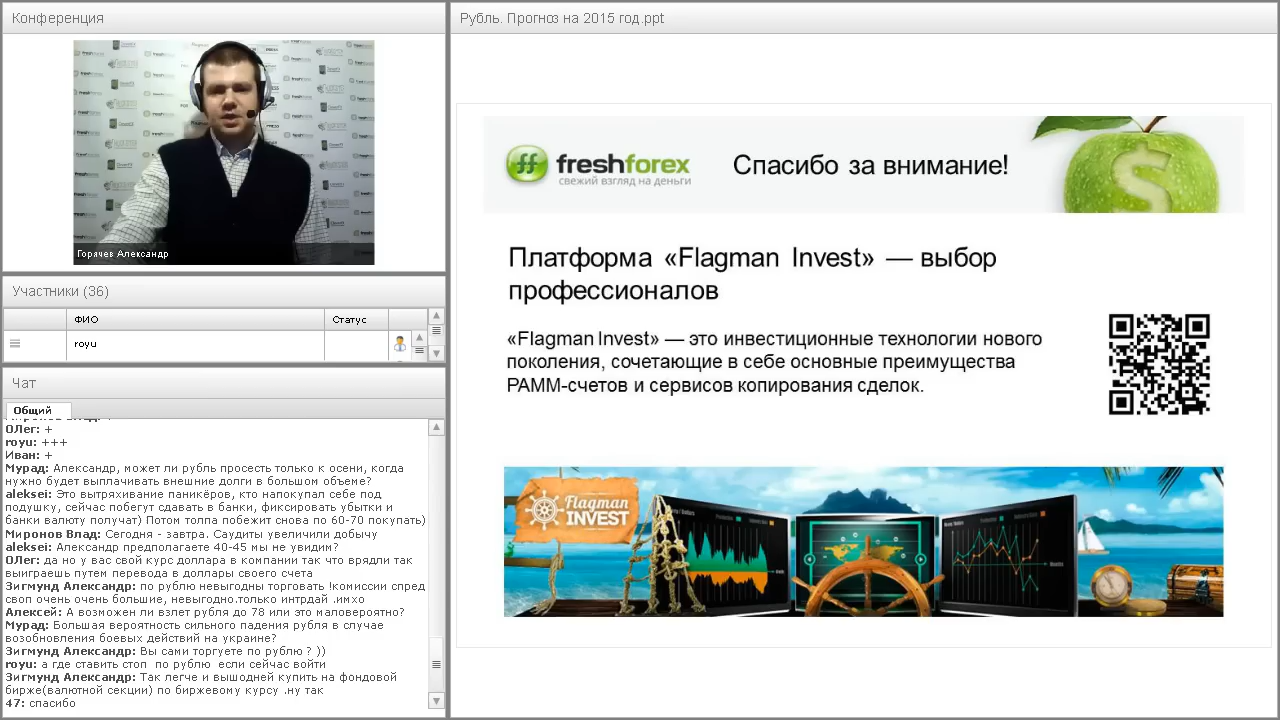 Конференция
Горячев Александр
Участники (36)
ФИО
Статус
royu
Чат
Общий
ОЛег: +
royu: +++
Иван: +
Мурад: Александр, может ли рубль просесть только к осени, когда
нужно будет выплачивать внешние долги в большом объеме?
aleksei: Это вытряхивание паникёров, кто напокупал себе под
подушку, сейчас побегут сдавать в банки, фиксировать убытки и
банки валюту получат) Потом толпа побежит снова по 60-70 покупать)
Миронов Влад: Сегодня - завтра. Саудиты увеличили добычу
aleksei: Александр предполагаете 40-45 мы не увидим?
ОЛег: да но у вас свой курс доллара в компании так что врядли так
выиграешь путем перевода в доллары своего счета
Зигмунд Александр: по рублю невыгодно торговать .комиссии спред
своп очень очень большие, невыгодно.только интрдай .имхо
Алексей: А возможен ли взлет рубля до 78 или это маловероятно?
Мурад: Большая вероятность сильного падения рубля в случае
возобновления боевых действий на украине?
Зигмунд Александр: Вы сами торгуете по рублю ? ))
royu: а где ставить стоп по рублю если сейчас войти
Зигмунд Александр: Так легче и вышодней купить на фондовой
бирже(валютной секции) по биржевому курсу .ну так
47: спасибо
Рубль. Прогноз на 2015 год.ppt
ff freshforex
свежий взгляд на деньги
Спасибо за внимание!
Платформа «Flagman Invest» — выбор
профессионалов
«Flagman Invest» — это инвестиционные технологии нового
поколения, сочетающие в себе основные преимущества
PAMM-счетов и сервисов копирования сделок.
Flagman
INVEST